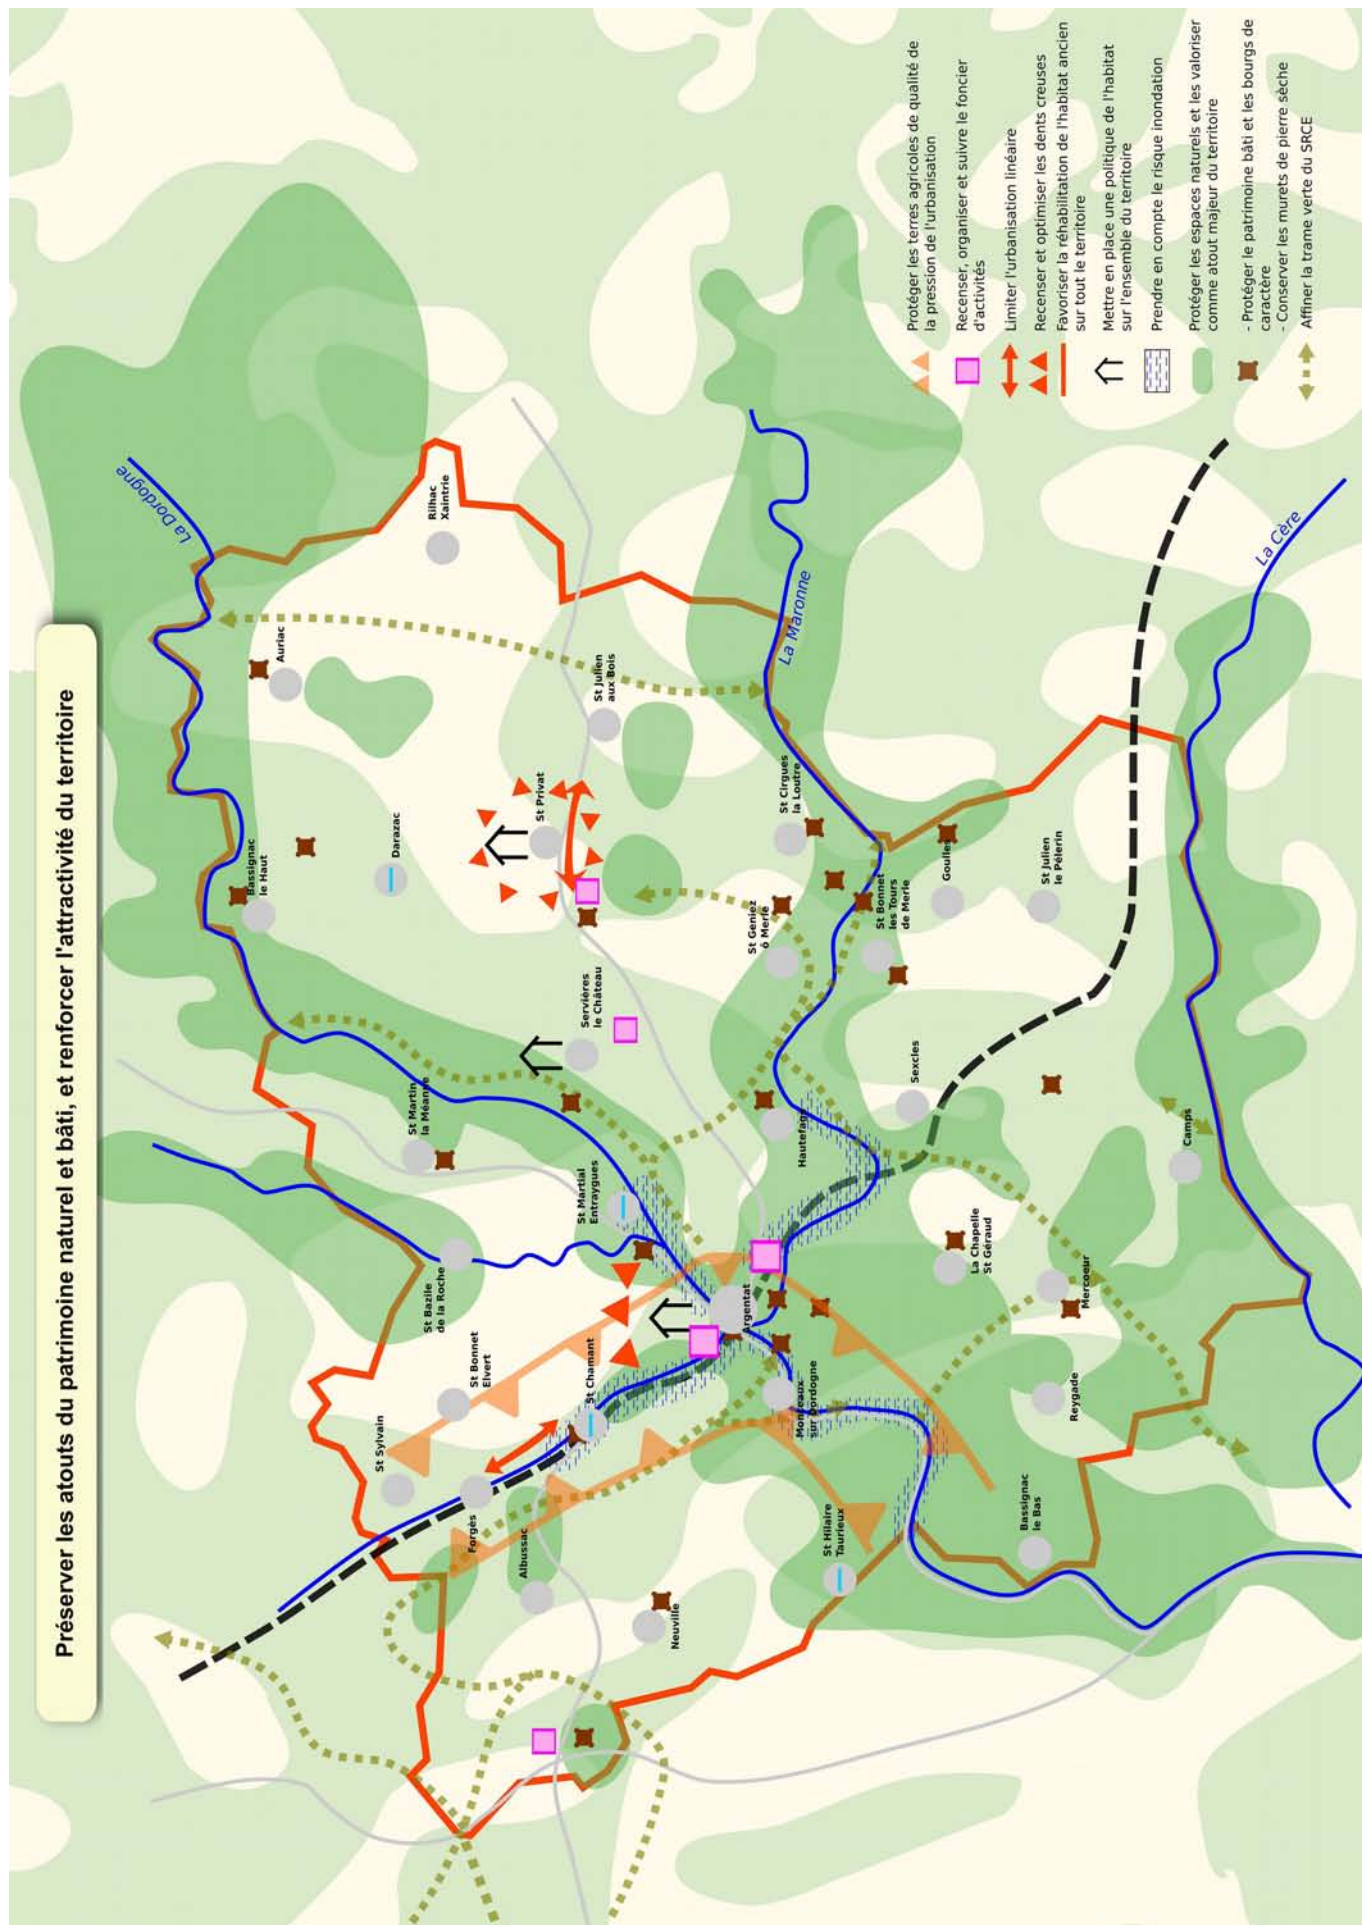 Préserver les atouts du patrimoine naturel et bâti, et renforcer l'attractivité du territoire
La Dordogne
Rilhac
Xaintrie
Auriac
St Julien
aux Bois
St Privat
Darazac
Bassignac
le Haut
Servières
le Château
St Martin
la Méanne
St Martial
Entraygues
St Bazile
de la Roche
St Bonnet
Elvert
St Sylvain
St Chamant
Forgès
Albussac
Neuville
St Hilaire
Taurieux
Monceaux
sur Dordogne
Argentat
Hautefage
St Geniez
ô Merle
St Cirgues
la Loutre
La Maronne
St Bonnet
les Tours
de Merle
Goulles
St Julien
le Pélerin
Sexcles
La Chapelle
St Géraud
Mercoeur
Reygade
Bassignac
le Bas
Camps
La Cère
Protéger les terres agricoles de qualité de
la pression de l'urbanisation
Recenser, organiser et suivre le foncier
d'activités
Limiter l'urbanisation linéaire
Recenser et optimiser les dents creuses
Favoriser la réhabilitation de l'habitat ancien
sur tout le territoire
Mettre en place une politique de l'habitat
sur l'ensemble du territoire
Prendre en compte le risque inondation
Protéger les espaces naturels et les valoriser
comme atout majeur du territoire
- Protéger le patrimoine bâti et les bourgs de
caractère
- Conserver les murets de pierre sèche
Affiner la trame verte du SRCE